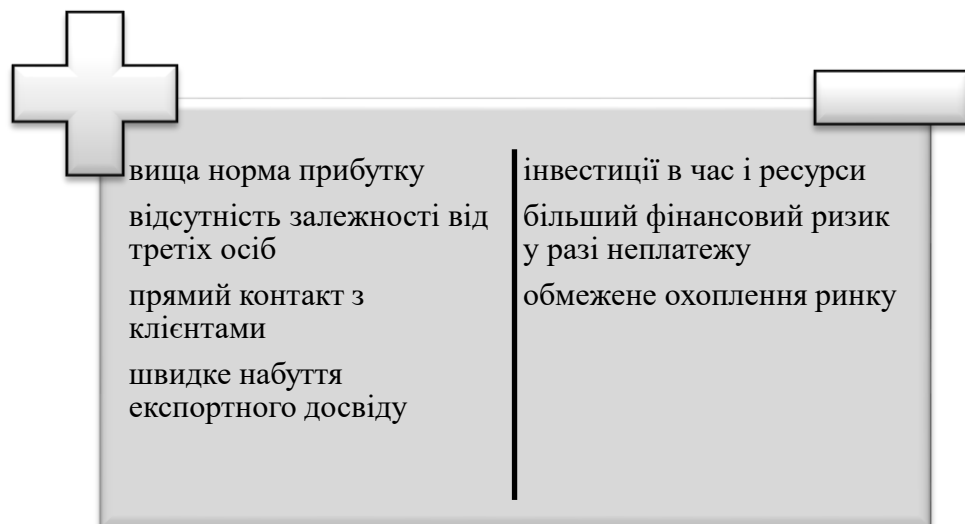 вища норма прибутку
відсутність залежності від
третіх осіб
прямий контакт з
клієнтами
швидке набуття
експортного досвіду
інвестиції в час і ресурси
більший фінансовий ризик
у разі неплатежу
обмежене охоплення ринку